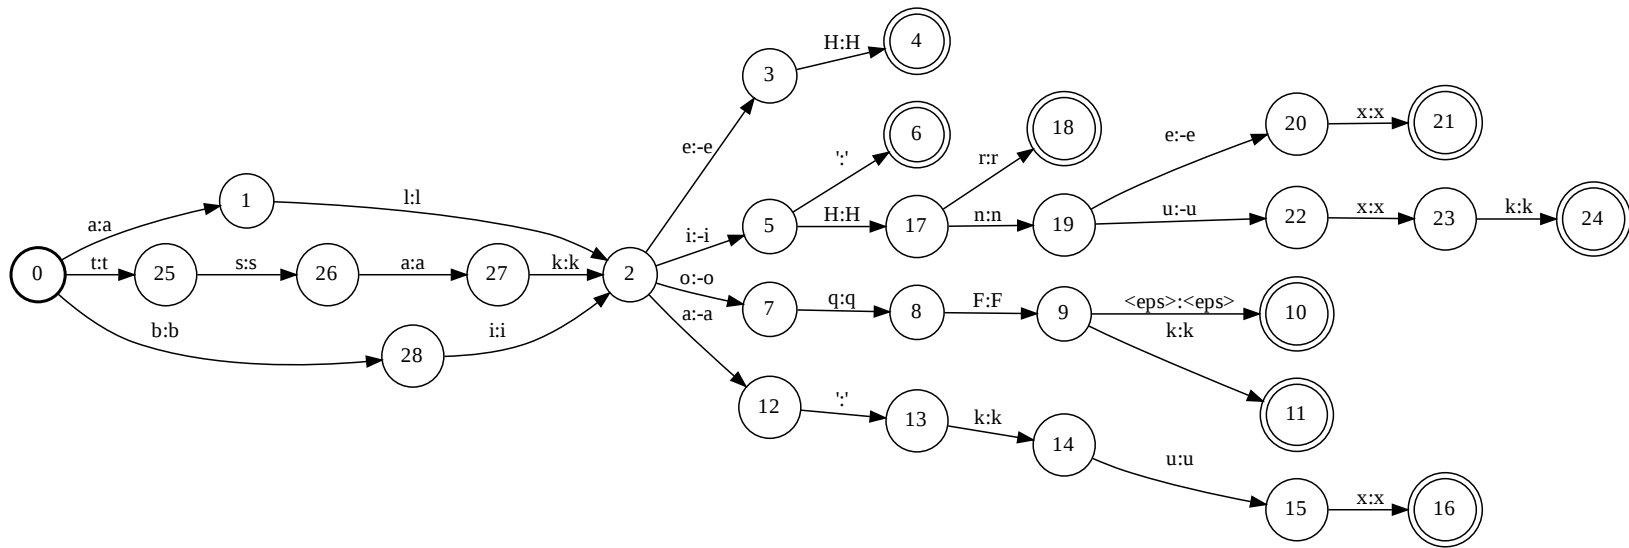 0
a:a
1
l:l
t:t
25
s:s
26
a:a
27
k:k
2
b:b
28
i:i
e:-e
3
H:H
4
i:-i
5
':'
6
H:H
17
r:r
18
n:n
19
e:-e
20
x:x
21
u:-u
22
x:x
23
k:k
24
o:-o
7
q:q
8
F:F
9
<eps>:<eps>
10
k:k
11
a:-a
12
':'
13
k:k
14
u:u
15
x:x
16